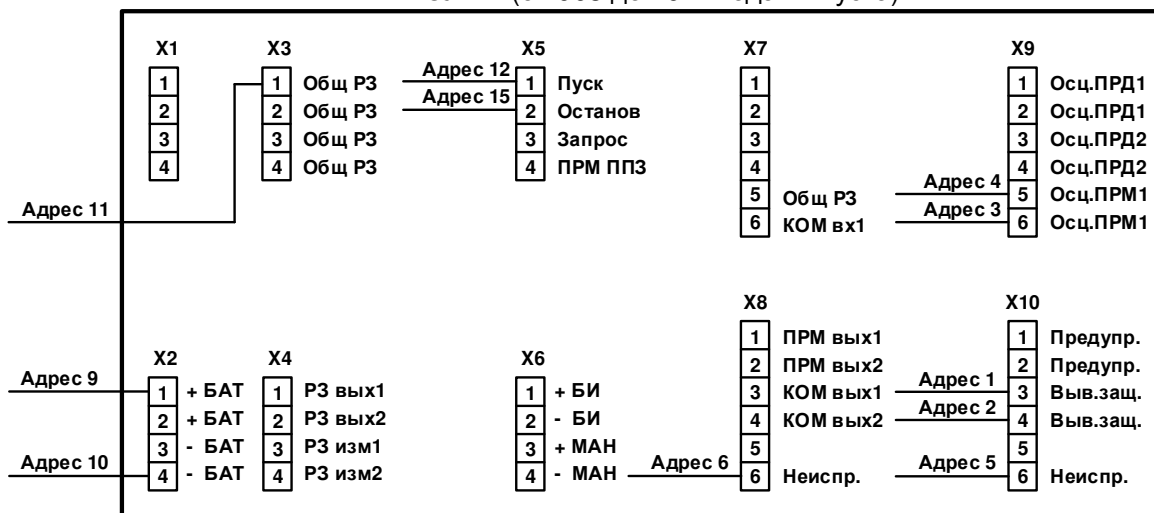 X1
1
2
3
4
X3
1 Общ РЗ
2 Общ РЗ
3 Общ РЗ
4 Общ РЗ
Адрес 11
Адрес 12
Адрес 15
X5
1 Пуск
2 Останов
3 Запрос
4 ПРМ ППЗ
X7
1
2
3
4
5 Общ РЗ
6 КОМ вх1
Адрес 4
Адрес 3
X9
1 Осц.ПРД1
2 Осц.ПРД1
3 Осц.ПРД2
4 Осц.ПРД2
5 Осц.ПРМ1
6 Осц.ПРМ1
Адрес 9
Адрес 10
X2
1 + БАТ
2 + БАТ
3 - БАТ
4 - БАТ
X4
1 РЗ вых1
2 РЗ вых2
3 РЗ изм1
4 РЗ изм2
X6
1 + БИ
2 - БИ
3 + МАН
4 - МАН
Адрес 6
X8
1 ПРМ вых1
2 ПРМ вых2
3 КОМ вых1
4 КОМ вых2
5
6 Неиспр.
Адрес 1
Адрес 2
Адрес 5
X10
1 Предупр.
2 Предупр.
3 Выв.защ.
4 Выв.защ.
5
6 Неиспр.